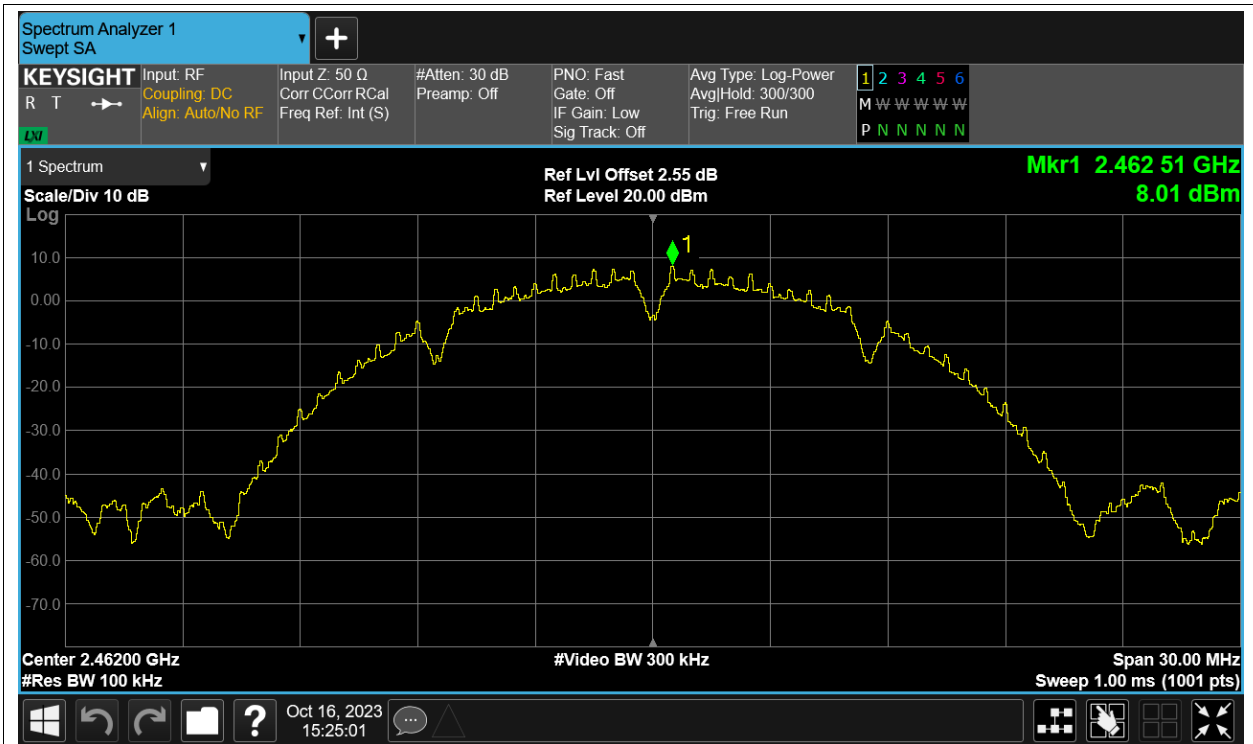 Spectrum Analyzer 1
Swept SA
KEYSIGHT
R T
LXI
Input: RF
Coupling: DC
Align: Auto/No RF
Input Z: 50 Ω
Corr CCorr RCal
Freq Ref: Int (S)
#Atten: 30 dB
Preamp: Off
PNO: Fast
Gate: Off
IF Gain: Low
Sig Track: Off
Avg Type: Log-Power
Avg|Hold: 300/300
Trig: Free Run
1 2 3 4 5 6
M W W W W W
P N N N N N
1 Spectrum
Scale/Div 10 dB
Log
Ref Lvl Offset 2.55 dB
Ref Level 20.00 dBm
Mkr1 2.462 51 GHz
8.01 dBm
1
10.0
0.00
-10.0
-20.0
-30.0
-40.0
-50.0
-60.0
-70.0
Center 2.46200 GHz
#Res BW 100 kHz
#Video BW 300 kHz
Span 30.00 MHz
Sweep 1.00 ms (1001 pts)
?
Oct 16, 2023
15:25:01